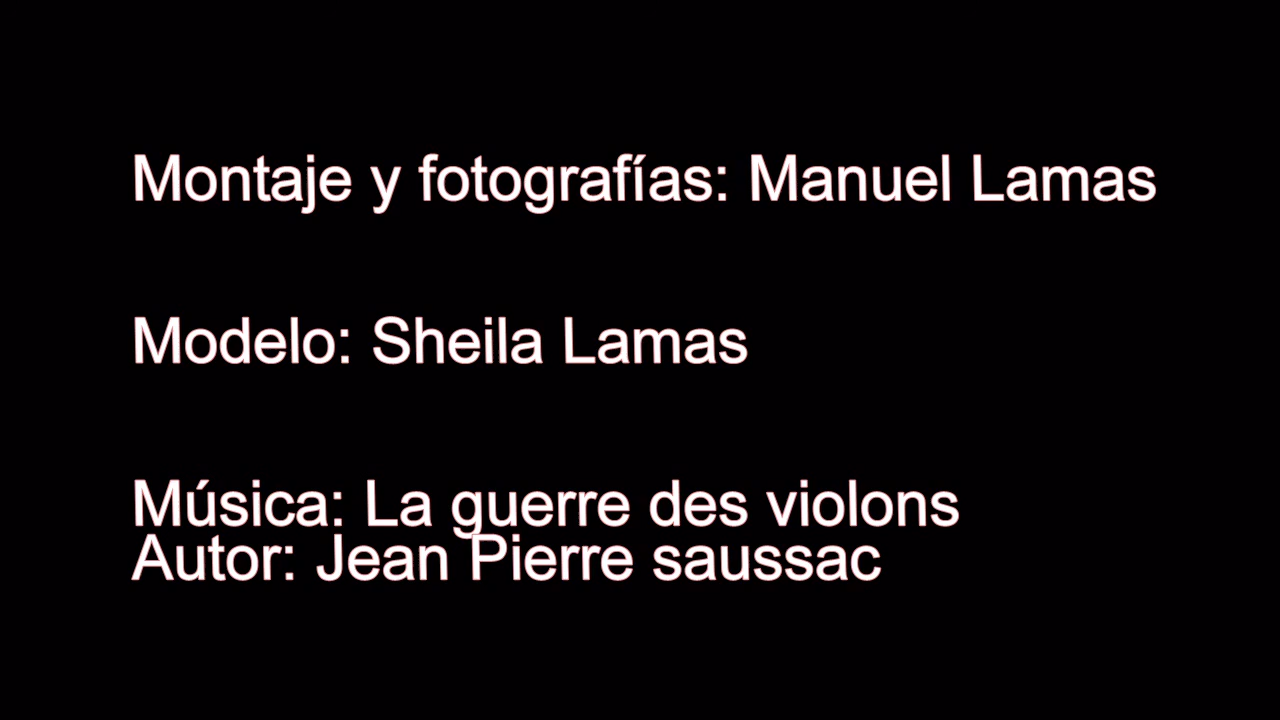 Montaje y fotografías: Manuel Lamas
Modelo: Sheila Lamas
Música: La guerre des violons
Autor: Jean Pierre saussac